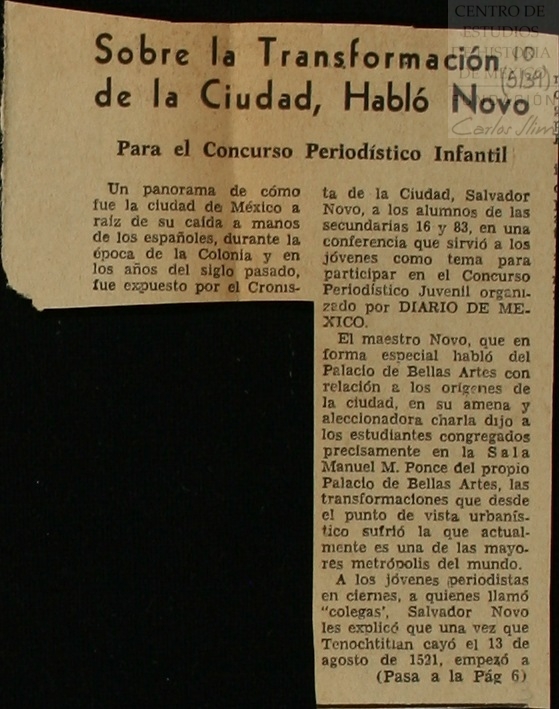 CENTRO DE
ESTUDIOS
DE HISTORIA
DE MÉXICO
FUNDACIÓN
Carlos Slim
10
(5131)
Sobre la Transformación
de la Ciudad, Habló Novo
Para el Concurso Periodístico Infantil
Un panorama de cómo
fue la ciudad de México a
raíz de su caída a manos
de los españoles, durante la
época de la Colonia y en
los años del siglo pasado,
fue expuesto por el Cronis-
ta de la Ciudad, Salvador
Novo, a los alumnos de las
secundarias 16 y 83, en una
conferencia que sirvió a los
jóvenes como tema para
participar en el Concurso
Periodístico Juvenil organi-
zado por DIARIO DE ME-
XICO.
El maestro Novo, que en
forma especial habló del
Palacio de Bellas Artes con
relación a los orígenes de
la ciudad, en su amena y
aleccionadora charla dijo a
los estudiantes congregados
precisamente en la Sala
Manuel M. Ponce del propio
Palacio de Bellas Artes, las
transformaciones que desde
el punto de vista urbanís-
tico sufrió la que actual-
mente es una de las mayo-
res metrópolis del mundo.
A los jóvenes periodistas
en ciernes, a quienes llamó
"colegas', Salvador Novo
les explicó que una vez que
Tenochtitlan cayó el 13 de
agosto de 1521, empezó a
(Pasa a la Pág 6)